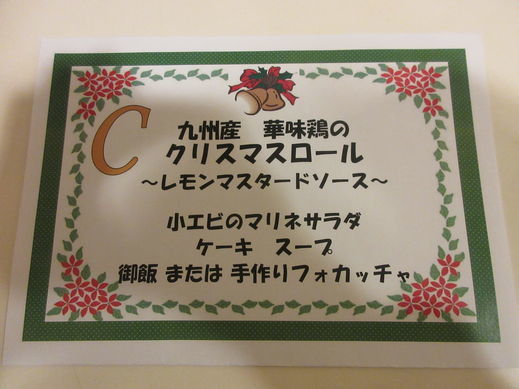 C
九州産 華味鶏の
クリスマスロール
～レモンマスタードソース～
小エビのマリネサラダ
ケーキ スープ
御飯 または 手作りフォカッチャ